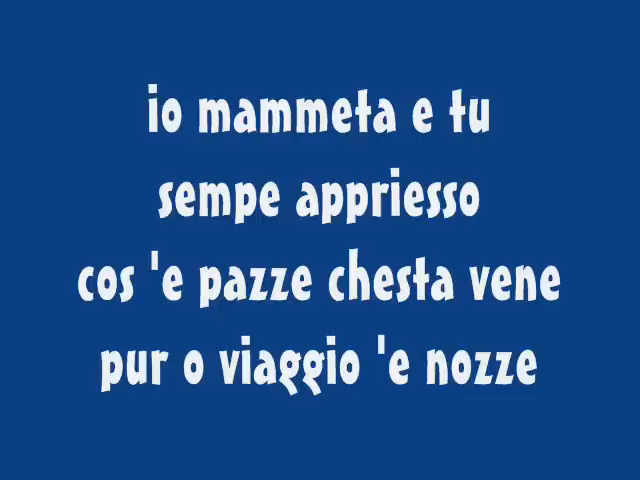 io mammeta e tu
sempe appriesso
cos 'e pazze chesta vene
pur o viaggio 'e nozze